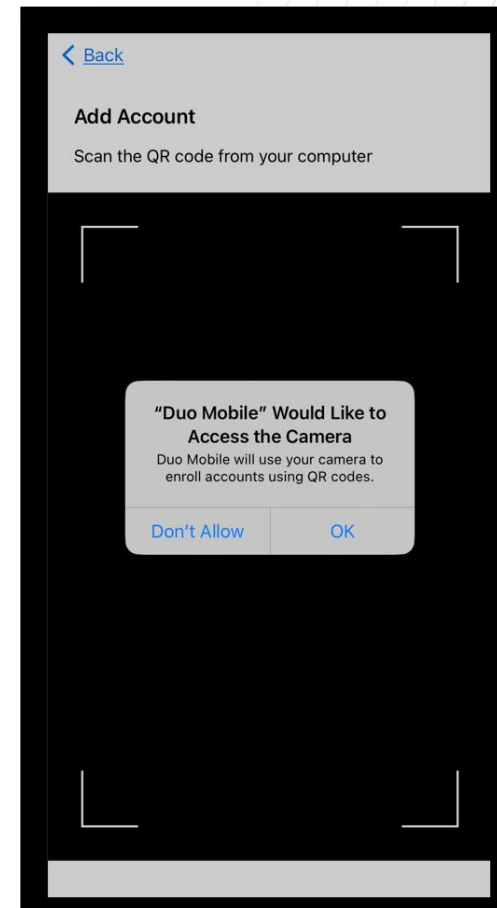 Back
Add Account
Scan the QR code from your computer
“Duo Mobile” Would Like to
Access the Camera
Duo Mobile will use your camera to
enroll accounts using QR codes.
Don’t Allow OK